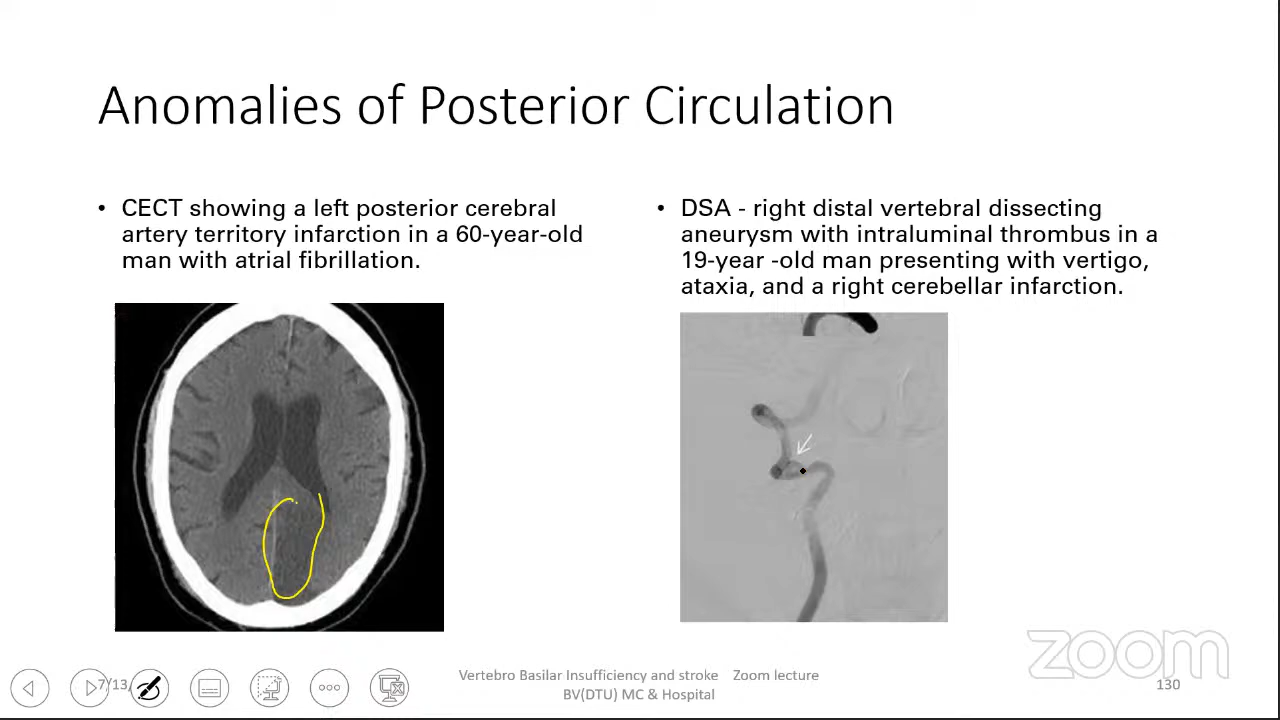 Anomalies of Posterior Circulation
• CECT showing a left posterior cerebral
artery territory infarction in a 60-year-old
man with atrial fibrillation.
• DSA - right distal vertebral dissecting
aneurysm with intraluminal thrombus in a
19-year -old man presenting with vertigo,
ataxia, and a right cerebellar infarction.
zoom
7/13/
Vertebro Basilar Insufficiency and stroke Zoom lecture
BV(DTU) MC & Hospital
130